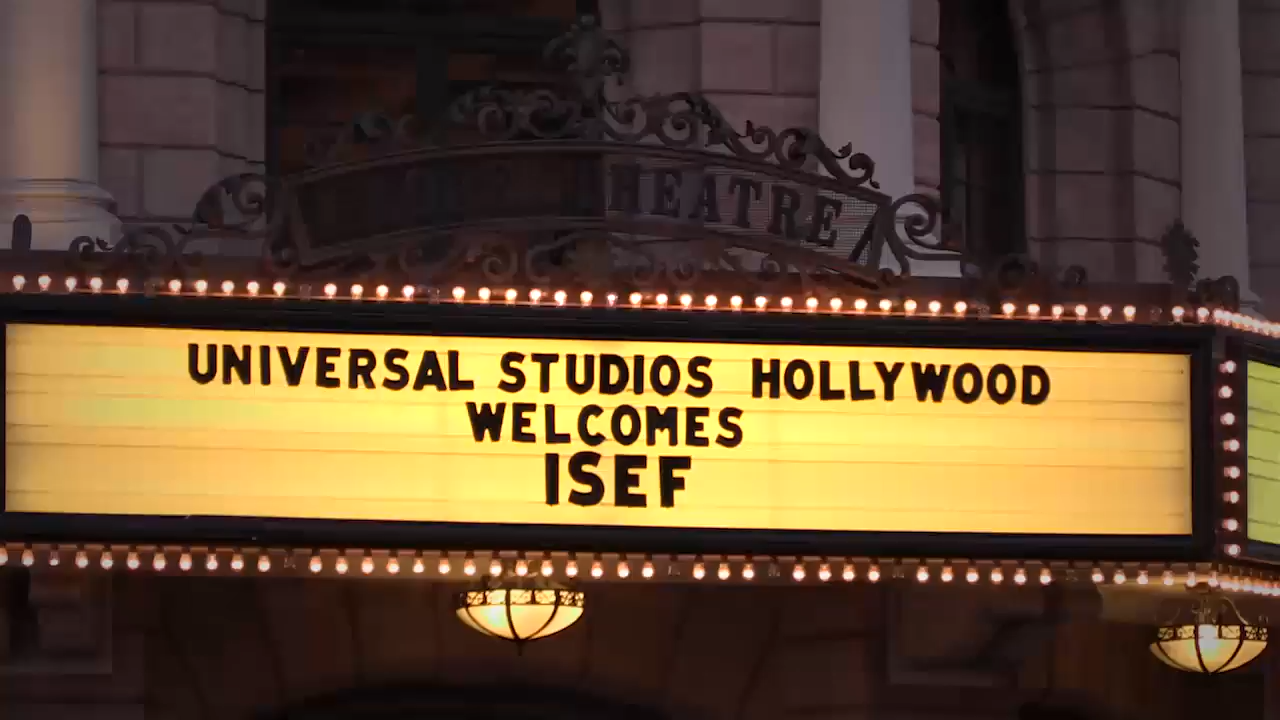 THEATRE
UNIVERSAL STUDIOS HOLLYWOOD
WELCOMES
ISEF